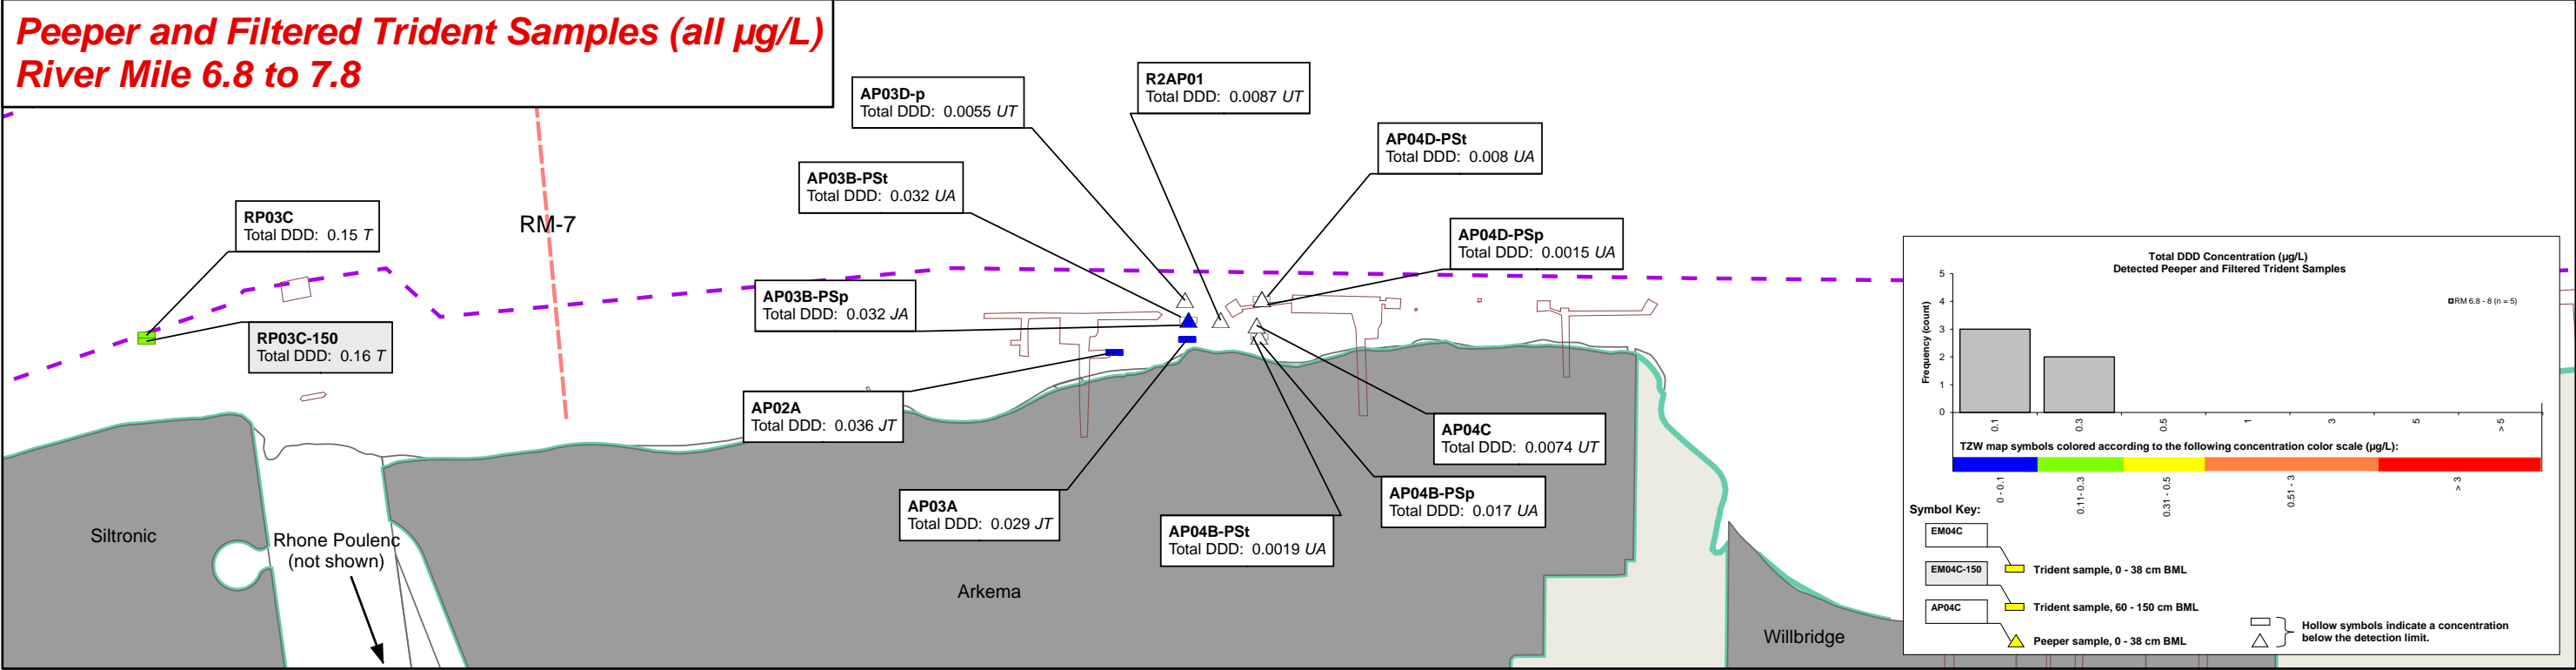 Peeper and Filtered Trident Samples (all µg/L)
River Mile 6.8 to 7.8
AP03D-p
Total DDD: 0.0055 UT
R2AP01
Total DDD: 0.0087 UT
AP04D-PSt
Total DDD: 0.008 UA
AP03B-PSt
Total DDD: 0.032 UA
RP03C
Total DDD: 0.15 T
RM-7
AP04D-PSp
Total DDD: 0.0015 UA
AP03B-PSp
Total DDD: 0.032 JA
RP03C-150
Total DDD: 0.16 T
AP02A
Total DDD: 0.036 JT
AP04C
Total DDD: 0.0074 UT
AP03A
Total DDD: 0.029 JT
AP04B-PSp
Total DDD: 0.017 UA
AP04B-PSt
Total DDD: 0.0019 UA
Siltronic
Rhone Poulenc
(not shown)
Arkema
Willbridge
Total DDD Concentration (µg/L)
Detected Peeper and Filtered Trident Samples
Frequency (count)
5
4
3
2
1
0
RM 6.8 - 8 (n = 5)
0.1
0.3
0.5
1
3
5
> 5
TZW map symbols colored according to the following concentration color scale (µg/L):
0 - 0.1
0.11- 0.3
0.31 - 0.5
0.51 - 3
> 3
Symbol Key:
EM04C
Trident sample, 0 - 38 cm BML
EM04C-150
Trident sample, 60 - 150 cm BML
AP04C
Peeper sample, 0 - 38 cm BML
Hollow symbols indicate a concentration
below the detection limit.